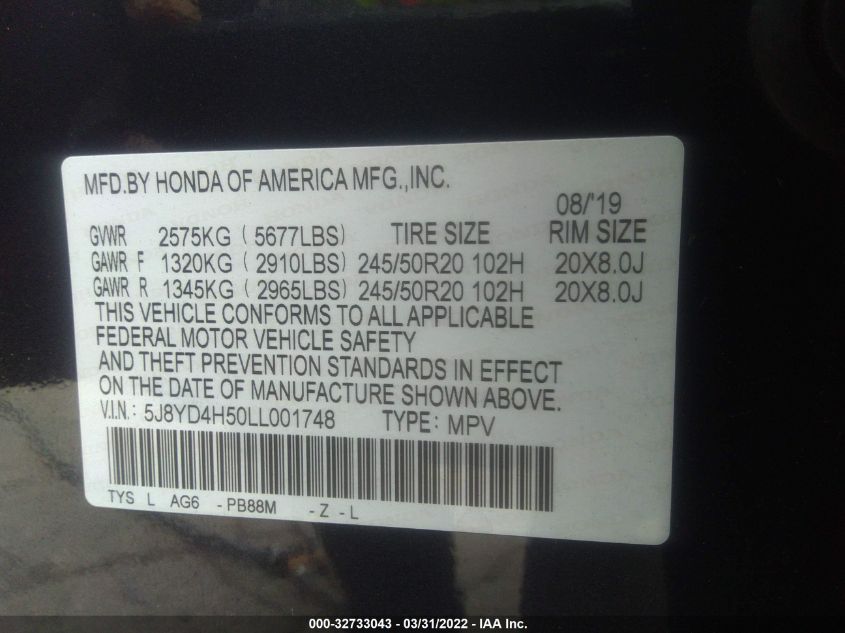 MFD.BY HONDA OF AMERICA MFG.,INC.
08/'19
GVWR 2575KG ( 5677LBS) TIRE SIZE RIM SIZE
GAWR F 1320KG ( 2910LBS) 245/50R20 102H 20X8.0J
GAWR R 1345KG ( 2965LBS) 245/50R20 102H 20X8.0J
THIS VEHICLE CONFORMS TO ALL APPLICABLE
FEDERAL MOTOR VEHICLE SAFETY
AND THEFT PREVENTION STANDARDS IN EFFECT
ON THE DATE OF MANUFACTURE SHOWN ABOVE.
V.I.N: 5J8YD4H50LL001748 TYPE: MPV
TYS L AG6 -PB88M -Z -L
000-32733043 - 03/31/2022 - IAA Inc.